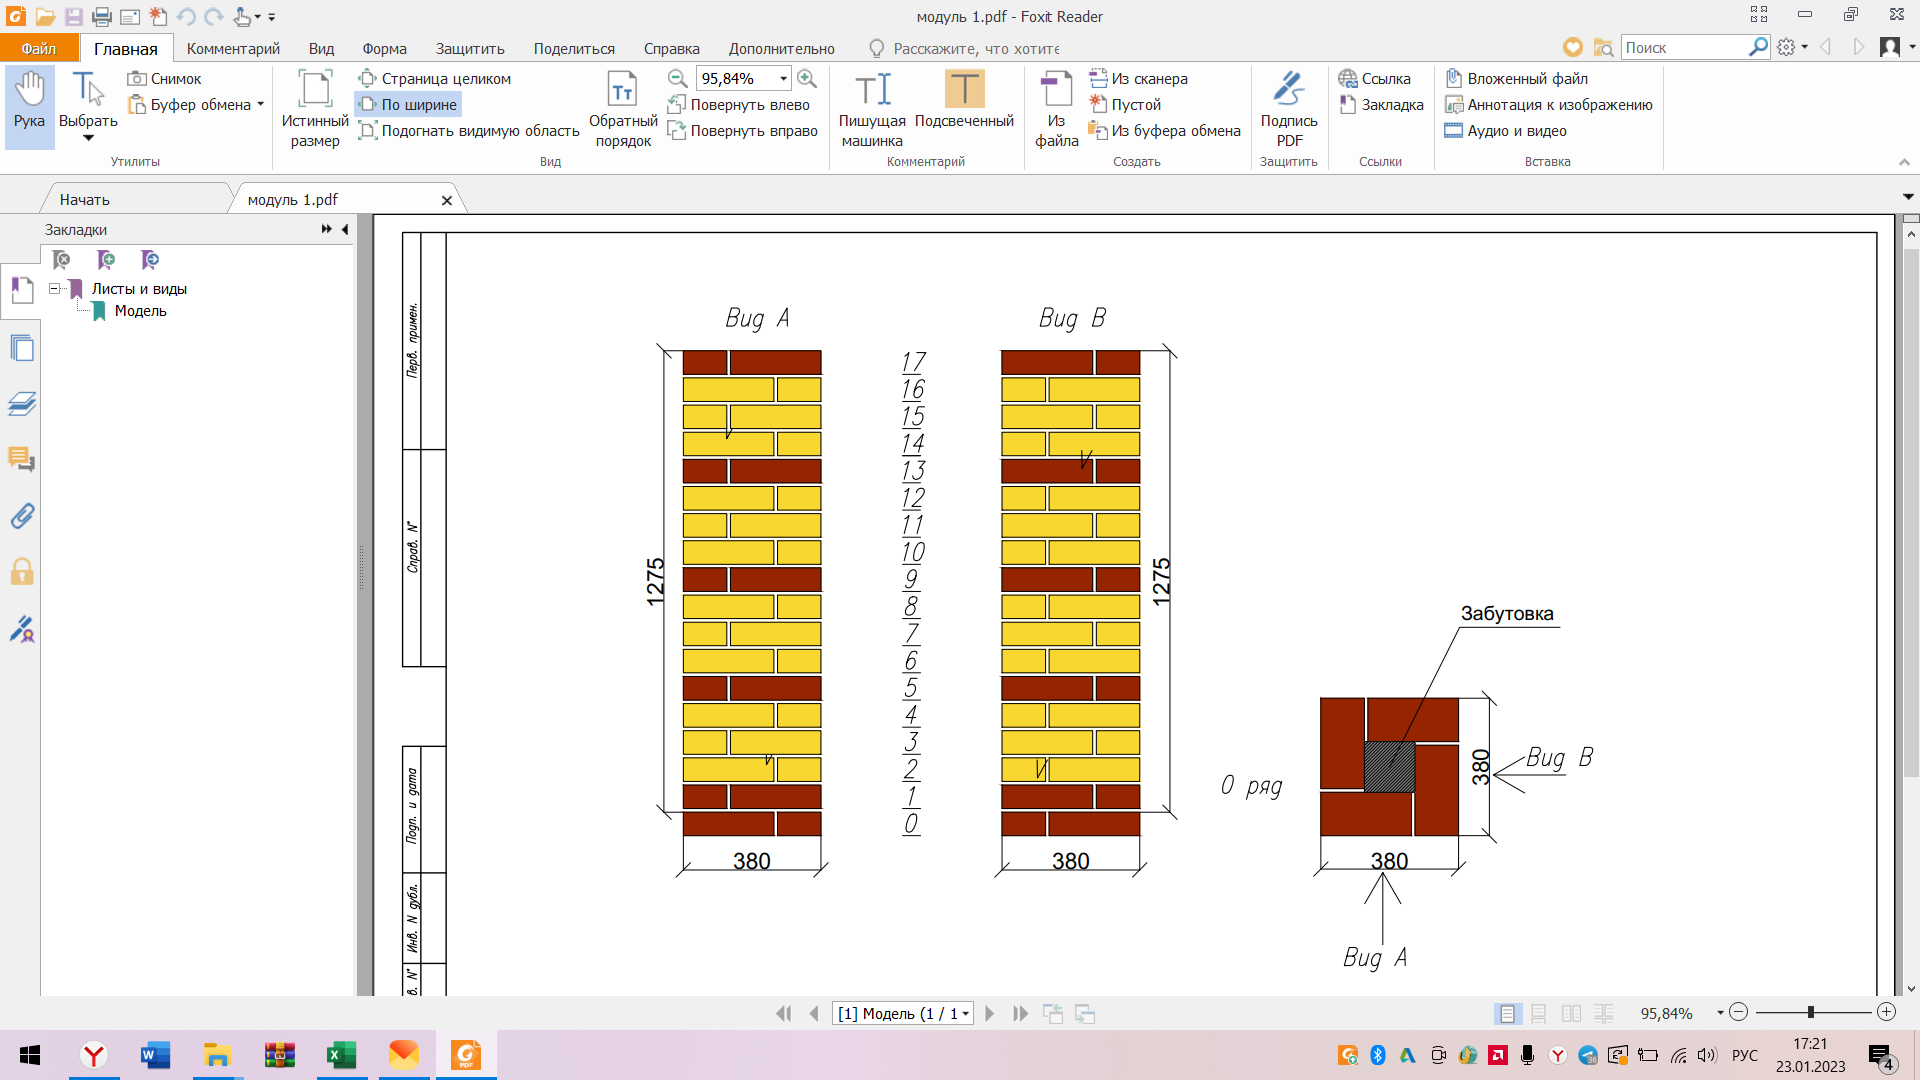 модуль 1.pdf - Foxit Reader
Файл
Главная
Комментарий
Вид
Форма
Защитить
Поделиться
Справка
Дополнительно
Расскажите, что хотите
Поиск
Рука
Выбрать
Снимок
Буфер обмена
Утилиты
Истинный размер
Страница целиком
По ширине
Подогнать видимую область
Обратный порядок
95,84%
Повернуть влево
Повернуть вправо
Вид
Пишущая машинка
Подсвеченный
Комментарий
Из файла
Из сканера
Пустой
Из буфера обмена
Создать
Подпись PDF
Защитить
Ссылка
Закладка
Ссылки
Вложенный файл
Аннотация к изображению
Аудио и видео
Вставка
Начать
модуль 1.pdf
Закладки
Листы и виды
Модель
Перв. примен.
Справ. N°
Подп. и дата
Инв. N дубл.
в. N°
Вид А
Вид В
17
16
15
14
13
12
11
10
9
8
7
6
5
4
3
2
1
0
1275
1275
380
380
Забутовка
0 ряд
380
380
Вид В
Вид А
[1] Модель (1 / 1
95,84%
РУС
17:21
23.01.2023
4
PDF
36